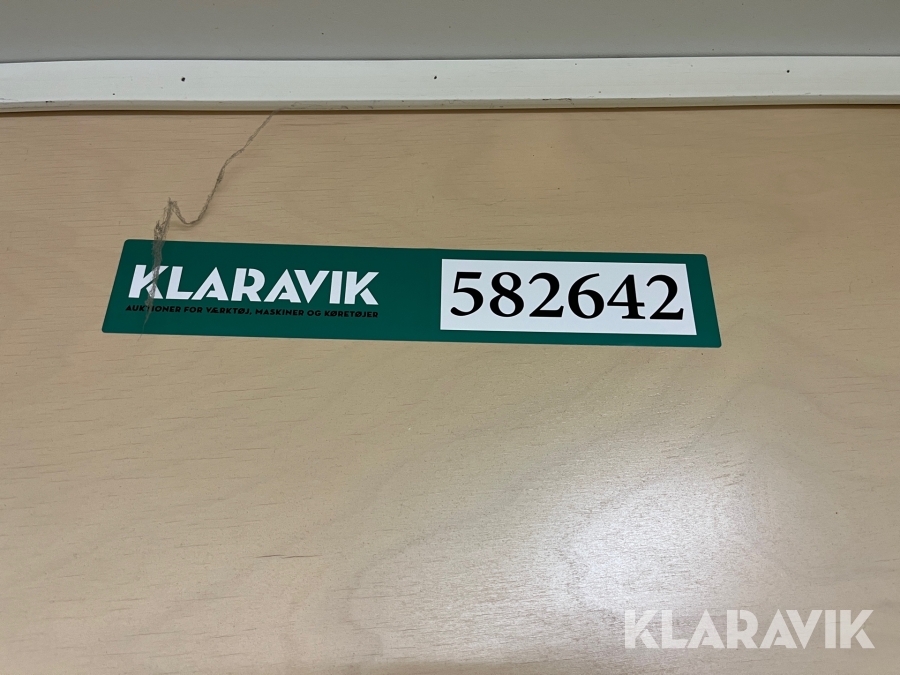 KLARAVIK
AUKTIONER FOR VÆRKTØJ, MASKINER OG KØRETØJER
582642
KLARAVIK